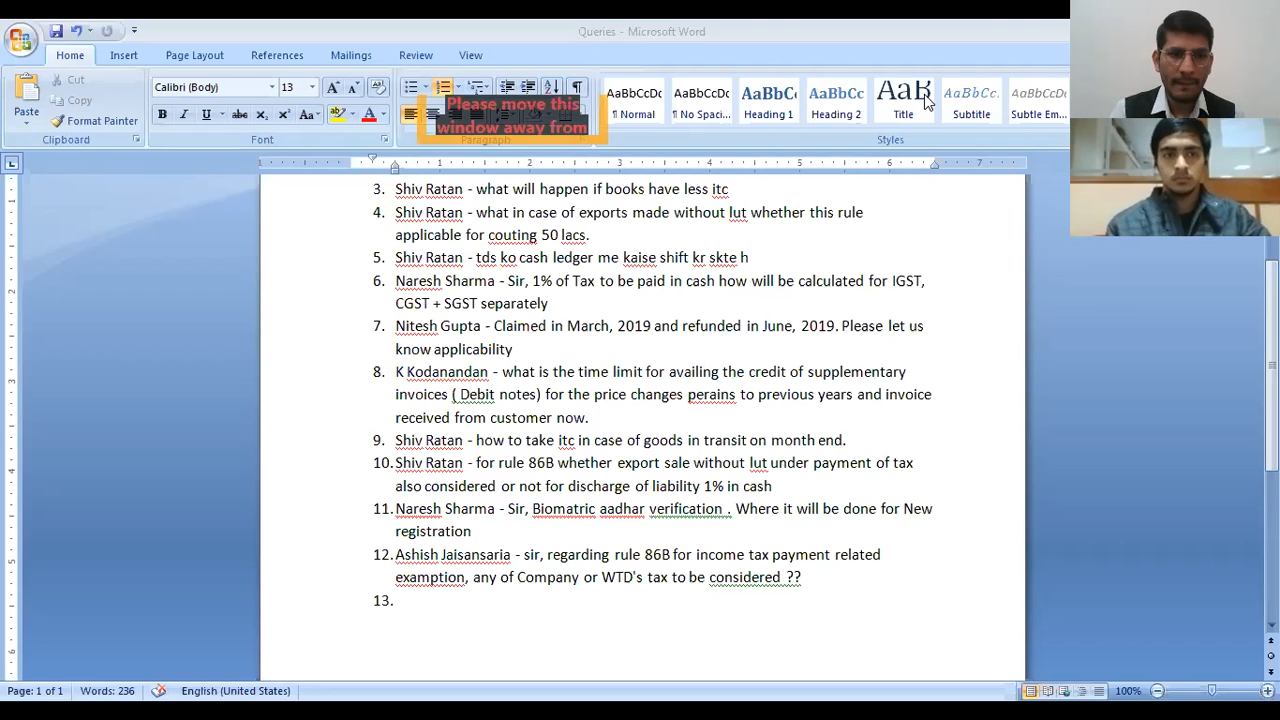 Queries - Microsoft Word
Home Insert Page Layout References Mailings Review View
Paste
Cut
Copy
Format Painter
Clipboard
Calibri (Body) 13
Font
Please move this
window away from
Paragraph
AaBbCcDc AaBbCcDc AaBbC AaBbCc AaB AaBbCc. AaBbCcDc
¶ Normal ¶ No Spaci... Heading 1 Heading 2 Title Subtitle Subtle Em...
Styles
3. Shiv Ratan - what will happen if books have less itc
4. Shiv Ratan - what in case of exports made without lut whether this rule
applicable for couting 50 lacs.
5. Shiv Ratan - tds ko cash ledger me kaise shift kr skte h
6. Naresh Sharma - Sir, 1% of Tax to be paid in cash how will be calculated for IGST,
CGST + SGST separately
7. Nitesh Gupta - Claimed in March, 2019 and refunded in June, 2019. Please let us
know applicability
8. K Kodanandan - what is the time limit for availing the credit of supplementary
invoices ( Debit notes) for the price changes perains to previous years and invoice
received from customer now.
9. Shiv Ratan - how to take itc in case of goods in transit on month end.
10. Shiv Ratan - for rule 86B whether export sale without lut under payment of tax
also considered or not for discharge of liability 1% in cash
11. Naresh Sharma - Sir, Biomatric aadhar verification . Where it will be done for New
registration
12. Ashish Jaisansaria - sir, regarding rule 86B for income tax payment related
examption, any of Company or WTD's tax to be considered ??
13.
Page: 1 of 1 Words: 236 English (United States) 100%